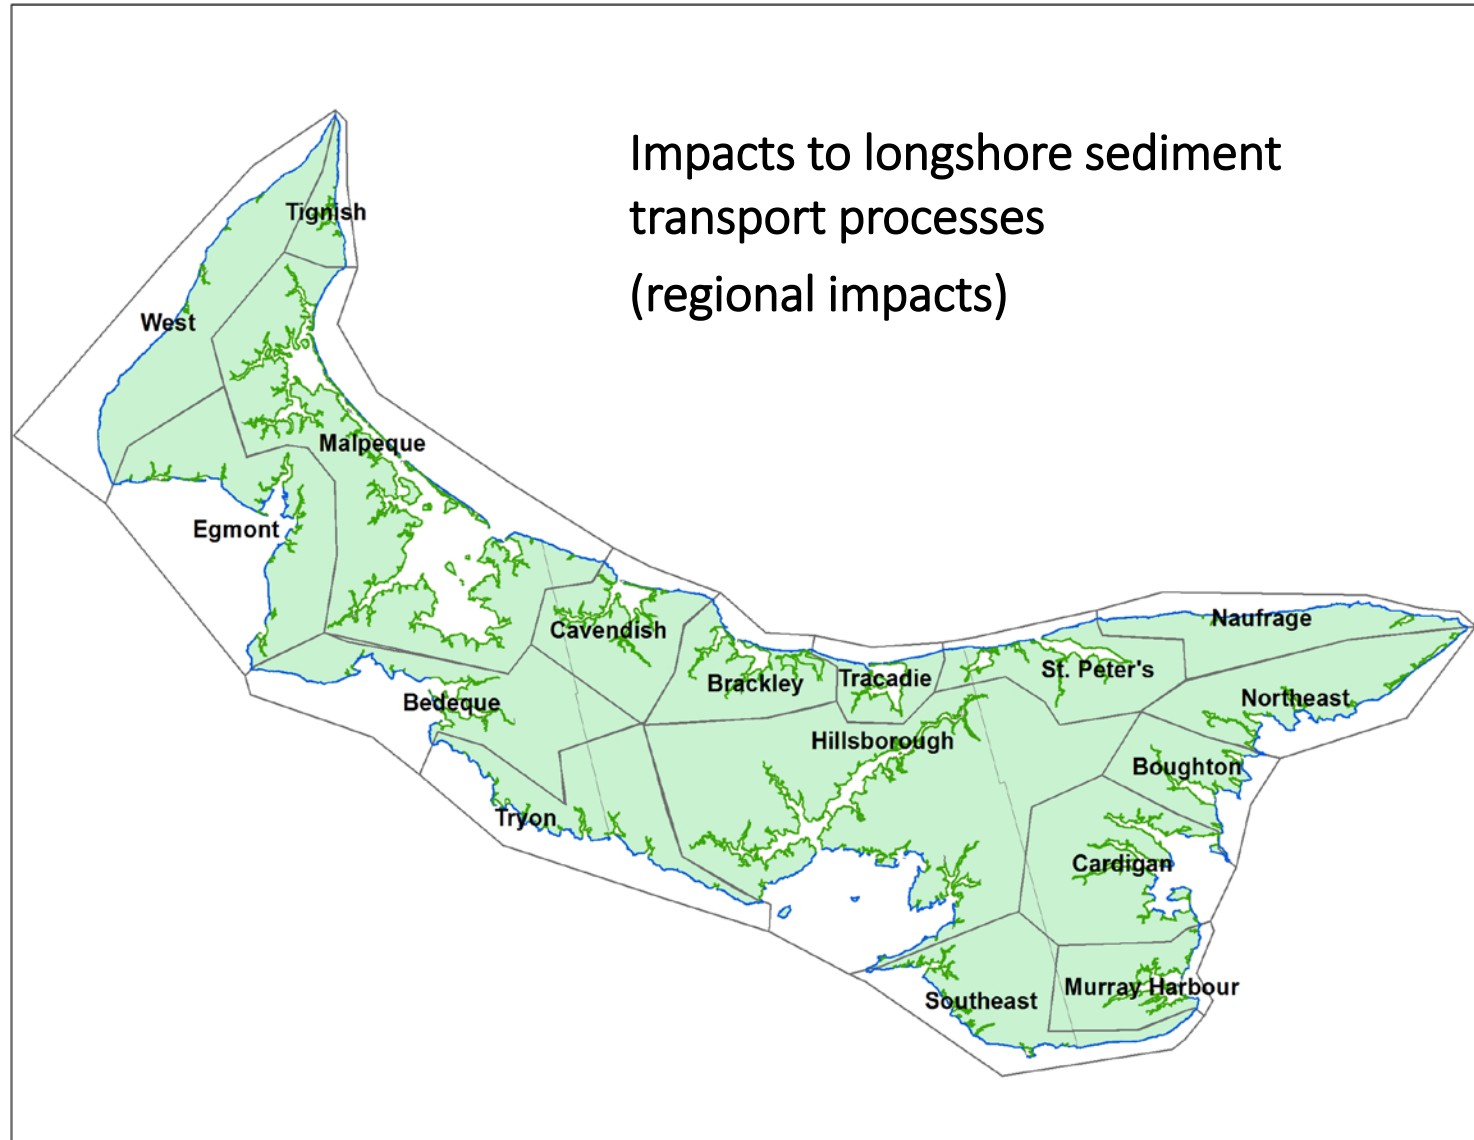 Impacts to longshore sediment
transport processes
(regional impacts)
Tignish
West
Malpeque
Egmont
Cavendish
Naufrage
St. Peter's
Tracadie
Brackley
Northeast
Bedeque
Hillsborough
Boughton
Tryon
Cardigan
Murray Harbour
Southeast